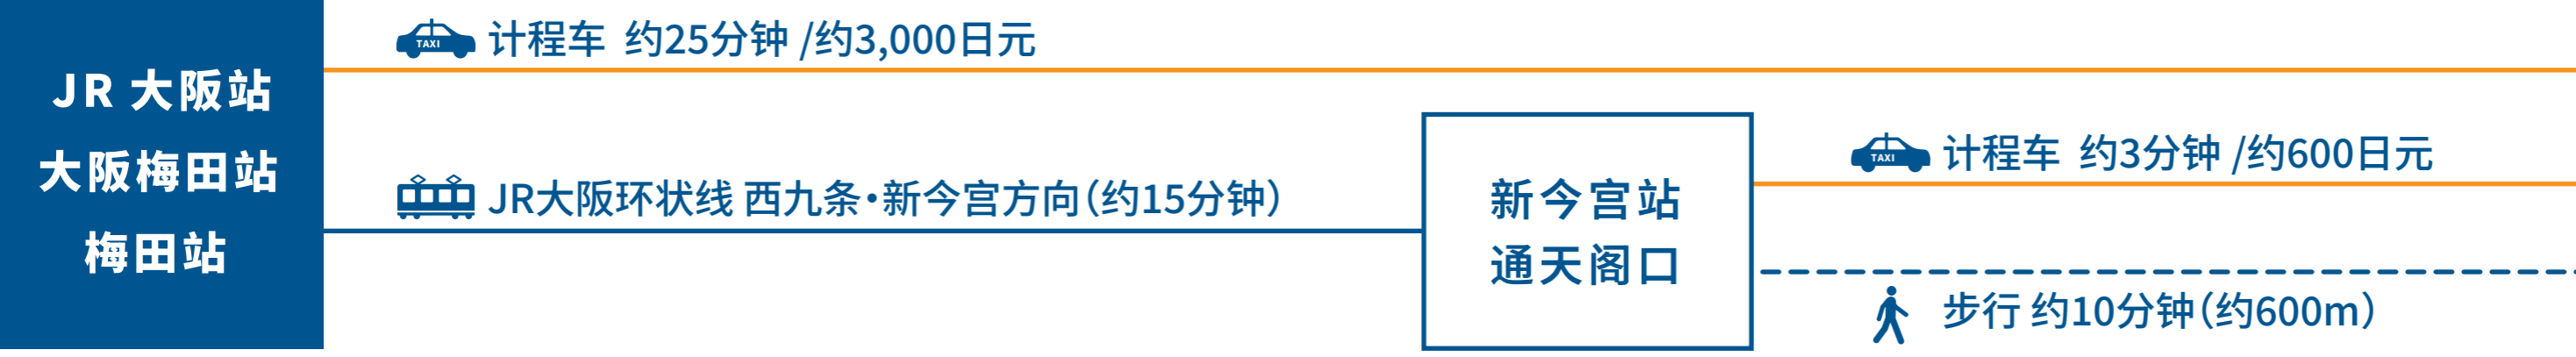 JR 大阪站
大阪梅田站
梅田站
TAXI 计程车 约25分钟 /约3,000日元
JR大阪环状线 西九条・新今宫方向（约15分钟）
新今宫站
通天阁口
TAXI 计程车 约3分钟 /约600日元
步行 约10分钟（约600m）